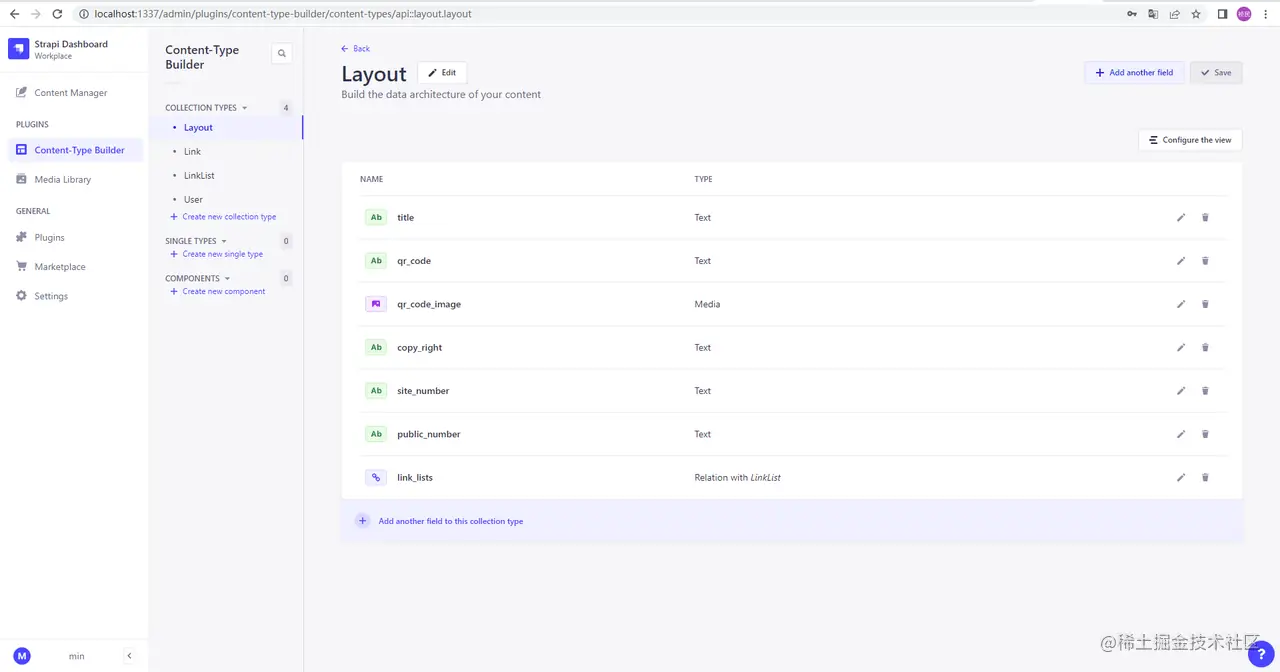 localhost:1337/admin/plugins/content-type-builder/content-types/api::layout.layout
Strapi Dashboard
Workplace
Content Manager
PLUGINS
Content-Type Builder
Media Library
GENERAL
Plugins
Marketplace
Settings
M
min
Content-Type
Builder
COLLECTION TYPES
4
Layout
Link
LinkList
User
Create new collection type
SINGLE TYPES
0
Create new single type
COMPONENTS
0
Create new component
Back
Layout
Edit
Build the data architecture of your content
Add another field
Save
Configure the view
NAME TYPE
Ab title Text
Ab qr_code Text
qr_code_image Media
Ab copy_right Text
Ab site_number Text
Ab public_number Text
link_lists Relation with LinkList
Add another field to this collection type
@稀土掘金技术社区
?